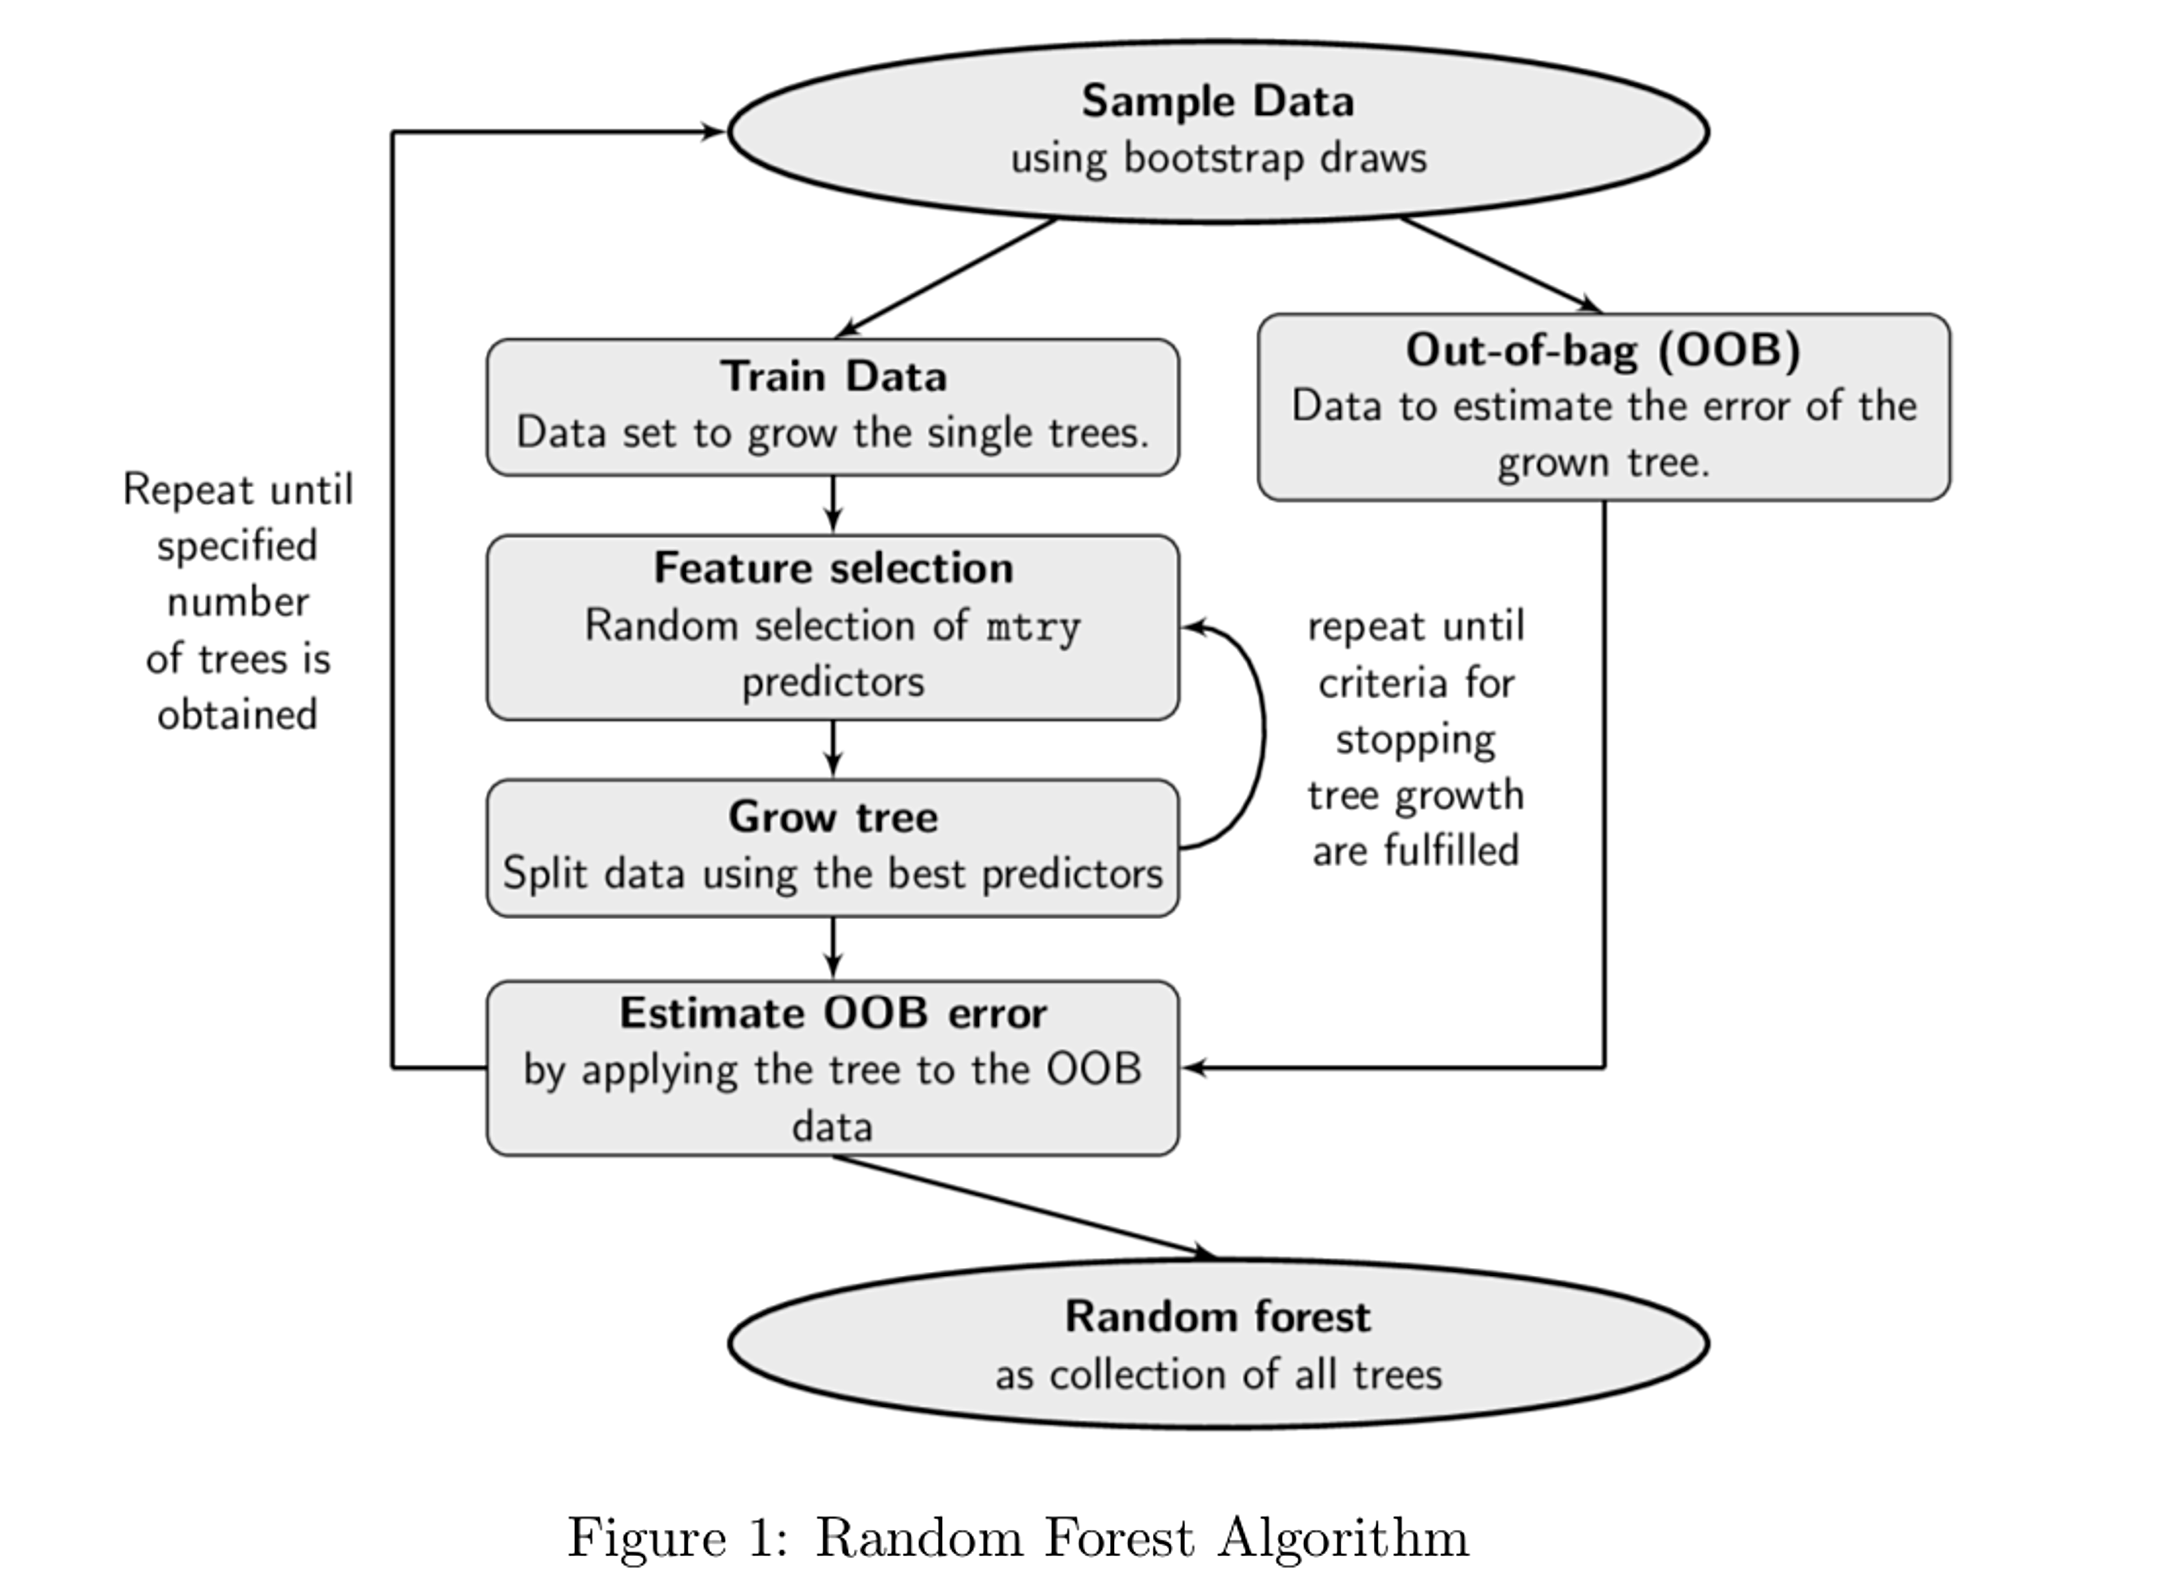 Sample Data
using bootstrap draws
Train Data
Data set to grow the single trees.
Out-of-bag (OOB)
Data to estimate the error of the
grown tree.
Repeat until
specified
number
of trees is
obtained
Feature selection
Random selection of mtry
predictors
repeat until
criteria for
stopping
tree growth
are fulfilled
Grow tree
Split data using the best predictors
Estimate OOB error
by applying the tree to the OOB
data
Random forest
as collection of all trees
Figure 1: Random Forest Algorithm